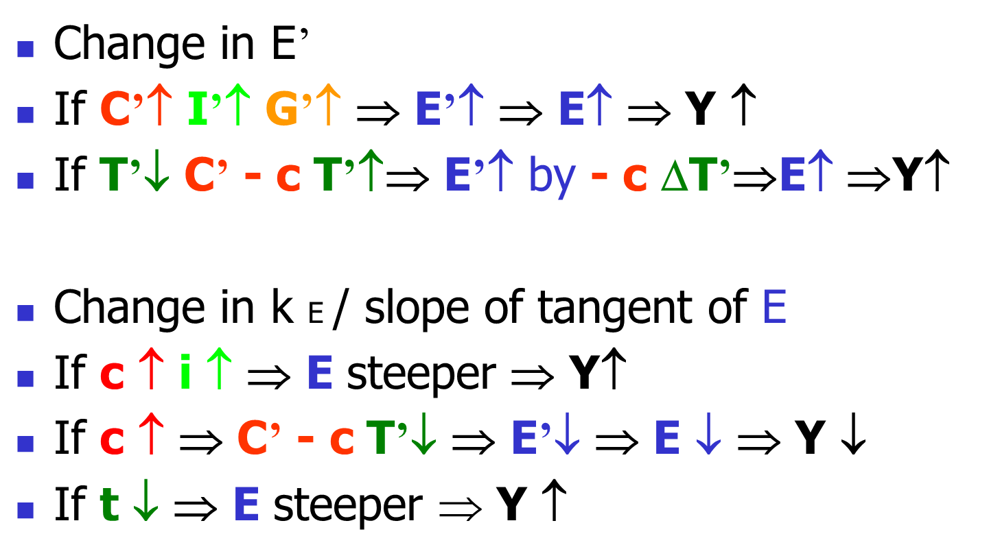 ▪ Change in E’
▪ If C’↑ I’↑ G’↑ ⇒ E’↑ ⇒ E↑ ⇒ Y ↑
▪ If T’↓ C’ - c T’↑⇒ E’↑ by - c ΔT’⇒E↑ ⇒Y↑
▪ Change in k E / slope of tangent of E
▪ If c ↑ i ↑ ⇒ E steeper ⇒ Y↑
▪ If c ↑ ⇒ C’ - c T’↓ ⇒ E’↓ ⇒ E ↓ ⇒ Y ↓
▪ If t ↓ ⇒ E steeper ⇒ Y ↑